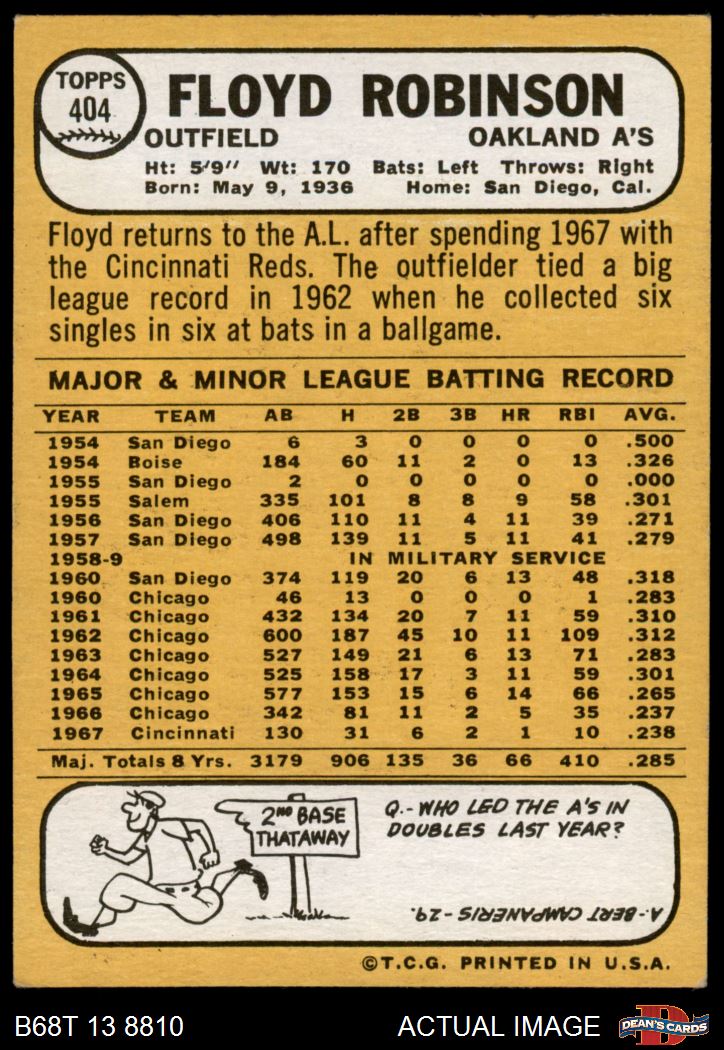 TOPPS
404
FLOYD ROBINSON
OUTFIELD OAKLAND A'S
Ht: 5'9'' Wt: 170 Bats: Left Throws: Right
Born: May 9, 1936 Home: San Diego, Cal.
Floyd returns to the A.L. after spending 1967 with
the Cincinnati Reds. The outfielder tied a big
league record in 1962 when he collected six
singles in six at bats in a ballgame.
MAJOR & MINOR LEAGUE BATTING RECORD
YEAR TEAM AB H 2B 3B HR RBI AVG.
1954 San Diego 6 3 0 0 0 0 .500
1954 Boise 184 60 11 2 0 13 .326
1955 San Diego 2 0 0 0 0 0 .000
1955 Salem 335 101 8 8 9 58 .301
1956 San Diego 406 110 11 4 11 39 .271
1957 San Diego 498 139 11 5 11 41 .279
1958-9 IN MILITARY SERVICE
1960 San Diego 374 119 20 6 13 48 .318
1960 Chicago 46 13 0 0 0 1 .283
1961 Chicago 432 134 20 7 11 59 .310
1962 Chicago 600 187 45 10 11 109 .312
1963 Chicago 527 149 21 6 13 71 .283
1964 Chicago 525 158 17 3 11 59 .301
1965 Chicago 577 153 15 6 14 66 .265
1966 Chicago 342 81 11 2 5 35 .237
1967 Cincinnati 130 31 6 2 1 10 .238
Maj. Totals 8 Yrs. 3179 906 135 36 66 410 .285
2ND BASE
THATAWAY
Q.-WHO LED THE A'S IN
DOUBLES LAST YEAR?
A.-BERT CAMPANERIS-29.
©T.C.G. PRINTED IN U.S.A.
B68T 13 8810 ACTUAL IMAGE
D
DEAN'S CARDS